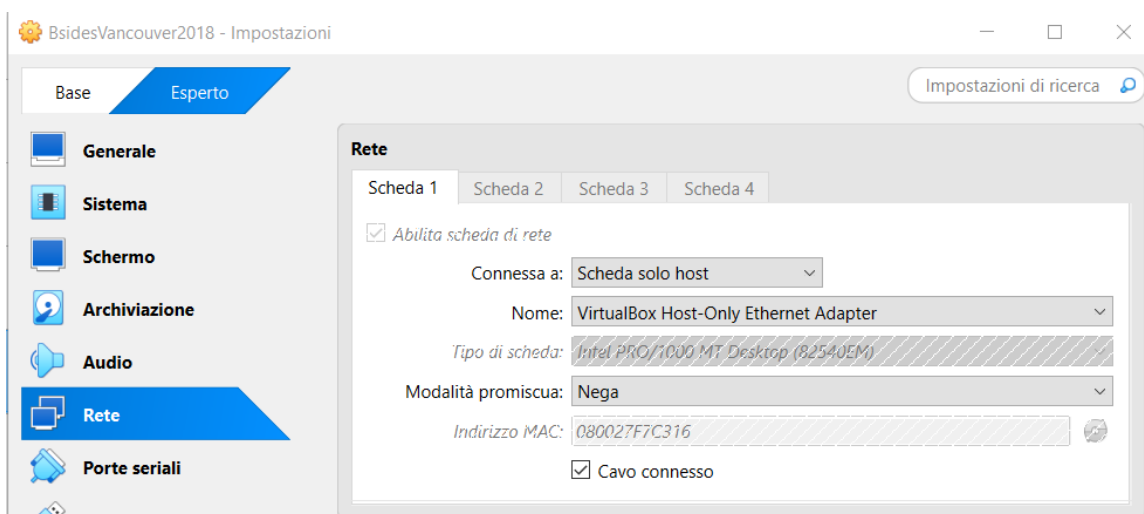 BsidesVancouver2018 - Impostazioni
Base Esperto Impostazioni di ricerca
Generale
Sistema
Schermo
Archiviazione
Audio
Rete
Porte seriali
Rete
Scheda 1 Scheda 2 Scheda 3 Scheda 4
Abilita scheda di rete
Connessa a: Scheda solo host
Nome: VirtualBox Host-Only Ethernet Adapter
Tipo di scheda: Intel PRO/1000 MT Desktop (82540EM)
Modalità promiscua: Nega
Indirizzo MAC: 080027F7C316
Cavo connesso